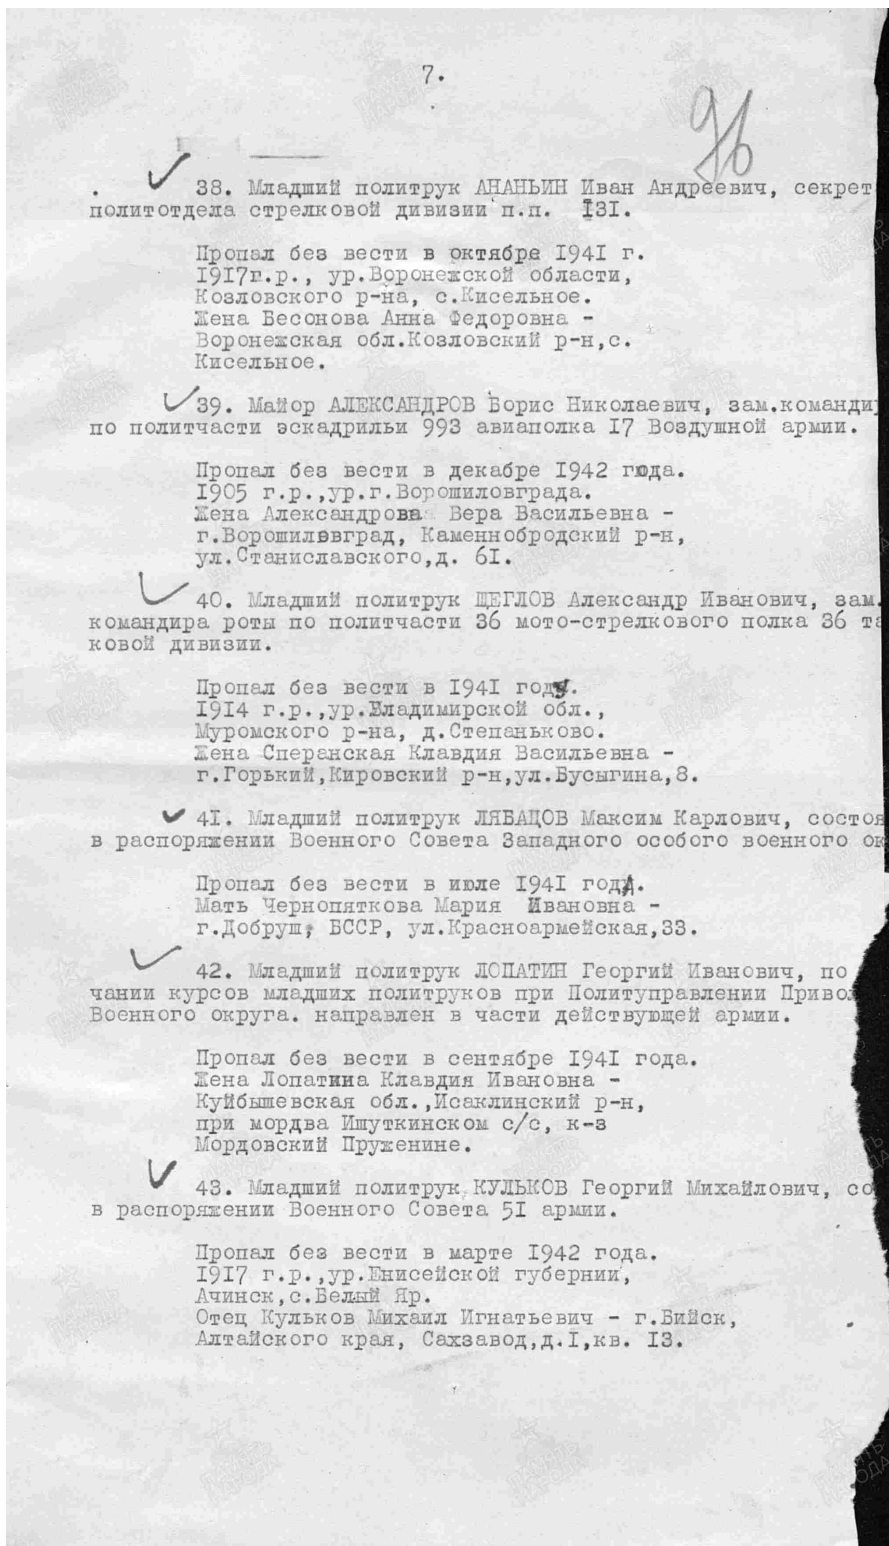 7.
96
38. Младший политрук АНАНЬИН Иван Андреевич, секрет
политотдела стрелковой дивизии п.п. 131.
Пропал без вести в октябре 1941 г.
1917г.р., ур.Воронежской области,
Козловского р-на, с.Кисельное.
Жена Бесонова Анна Федоровна -
Воронежская обл.Козловский р-н,с.
Кисельное.
39. Майор АЛЕКСАНДРОВ Борис Николаевич, зам.команди
по политчасти эскадрильи 993 авиаполка 17 Воздушной армии.
Пропал без вести в декабре 1942 года.
1905 г.р.,ур.г.Ворошиловграда.
Жена Александрова Вера Васильевна -
г.Ворошиловград, Каменнобродский р-н,
ул.Станиславского,д. 61.
40. Младший политрук ЩЕГЛОВ Александр Иванович, зам.
командира роты по политчасти 36 мото-стрелкового полка 36 та
ковой дивизии.
Пропал без вести в 1941 году.
1914 г.р.,ур.Владимирской обл.,
Муромского р-на, д.Степаньково.
Жена Сперанская Клавдия Васильевна -
г.Горький,Кировский р-н,ул.Бусыгина,8.
41. Младший политрук ЛЯБАЦОВ Максим Карлович, состоя
в распоряжении Военного Совета Западного особого военного ок
Пропал без вести в июле 1941 года.
Мать Чернопяткова Мария Ивановна -
г.Добруш, БССР, ул.Красноармейская,33.
42. Младший политрук ЛОПАТИН Георгий Иванович, по
чании курсов младших политруков при Политуправлении Привол
Военного округа. направлен в части действующей армии.
Пропал без вести в сентябре 1941 года.
Жена Лопатина Клавдия Ивановна -
Куйбышевская обл.,Исаклинский р-н,
при мордва Ишуткинском с/с, к-з
Мордовский Пруженине.
43. Младший политрук КУЛЬКОВ Георгий Михайлович, со
в распоряжении Военного Совета 51 армии.
Пропал без вести в марте 1942 года.
1917 г.р.,ур.Енисейской губернии,
Ачинск,с.Белый Яр.
Отец Кульков Михаил Игнатьевич - г.Бийск,
Алтайского края, Сахзавод,д.1,кв. 13.